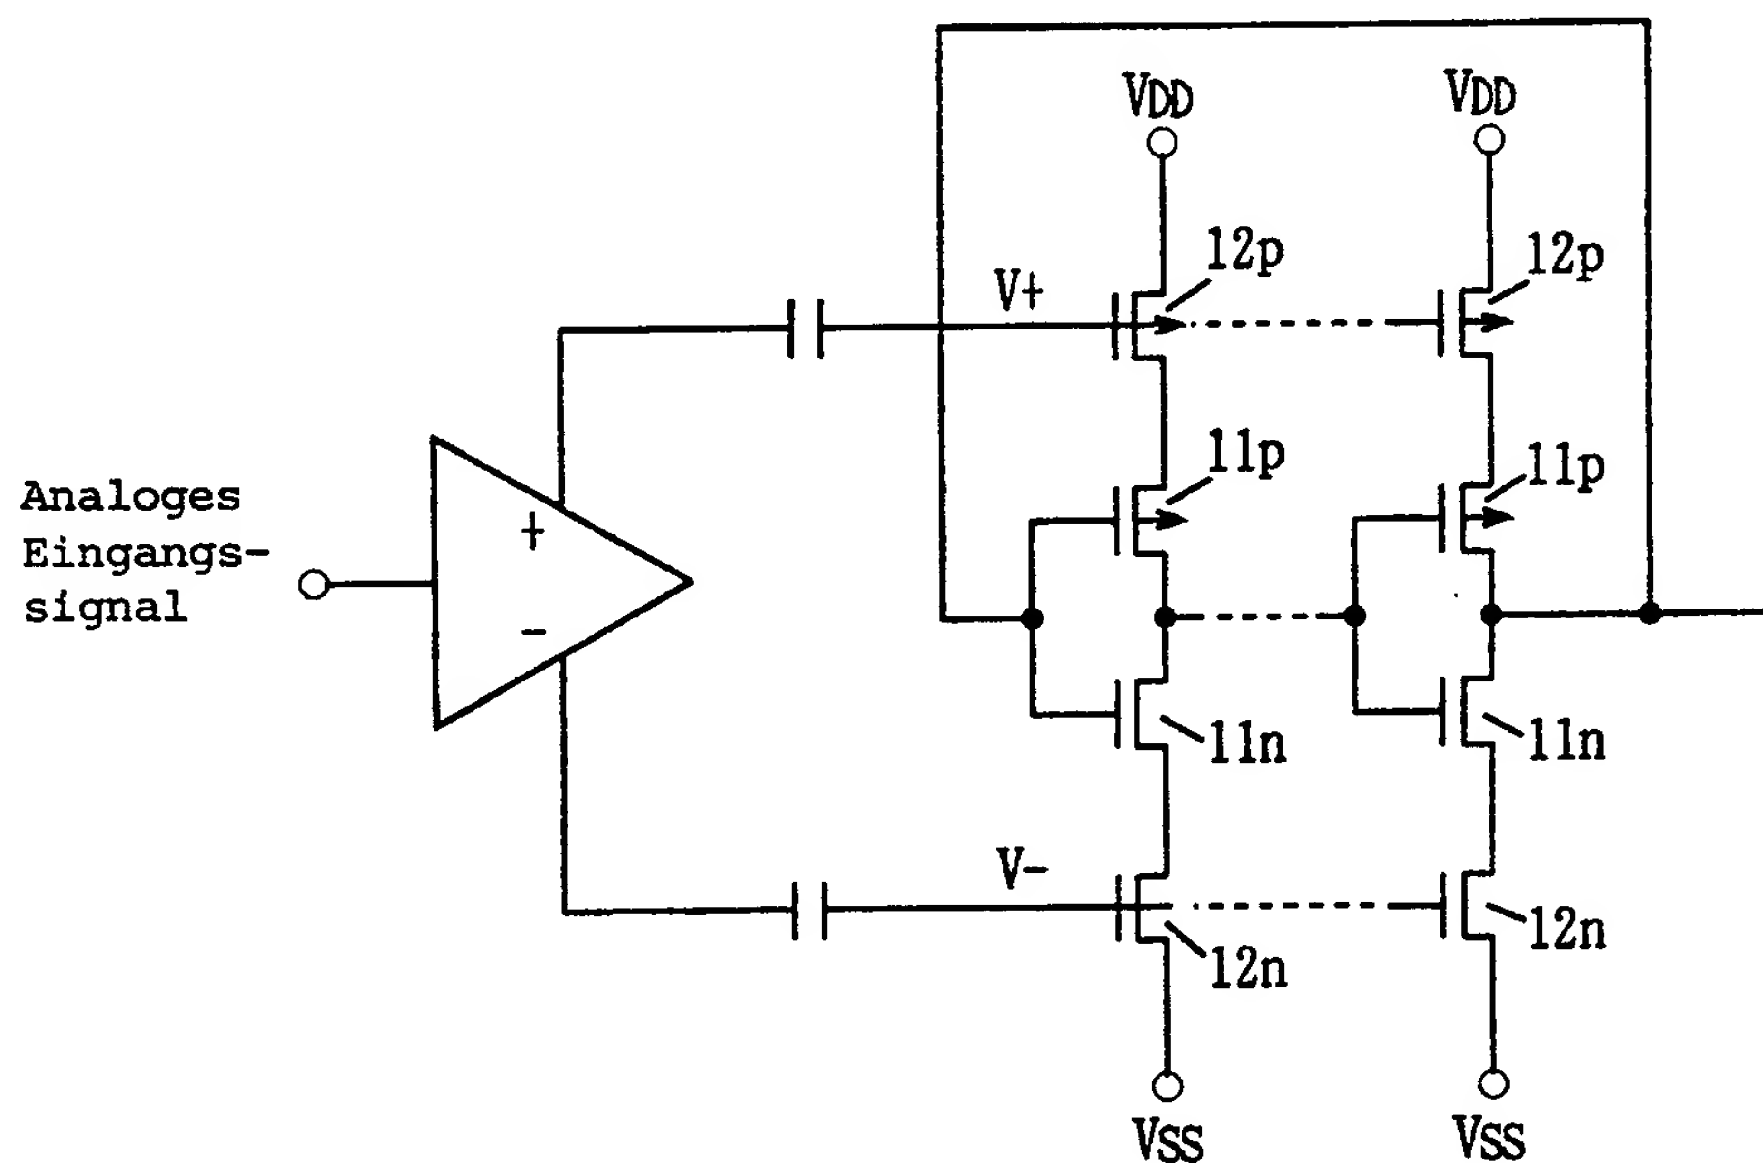 VDD
VDD
12p
12p
V+
11p
11p
Analoges
Eingangs-
signal
+
−
11n
11n
V−
12n
12n
VSS
VSS